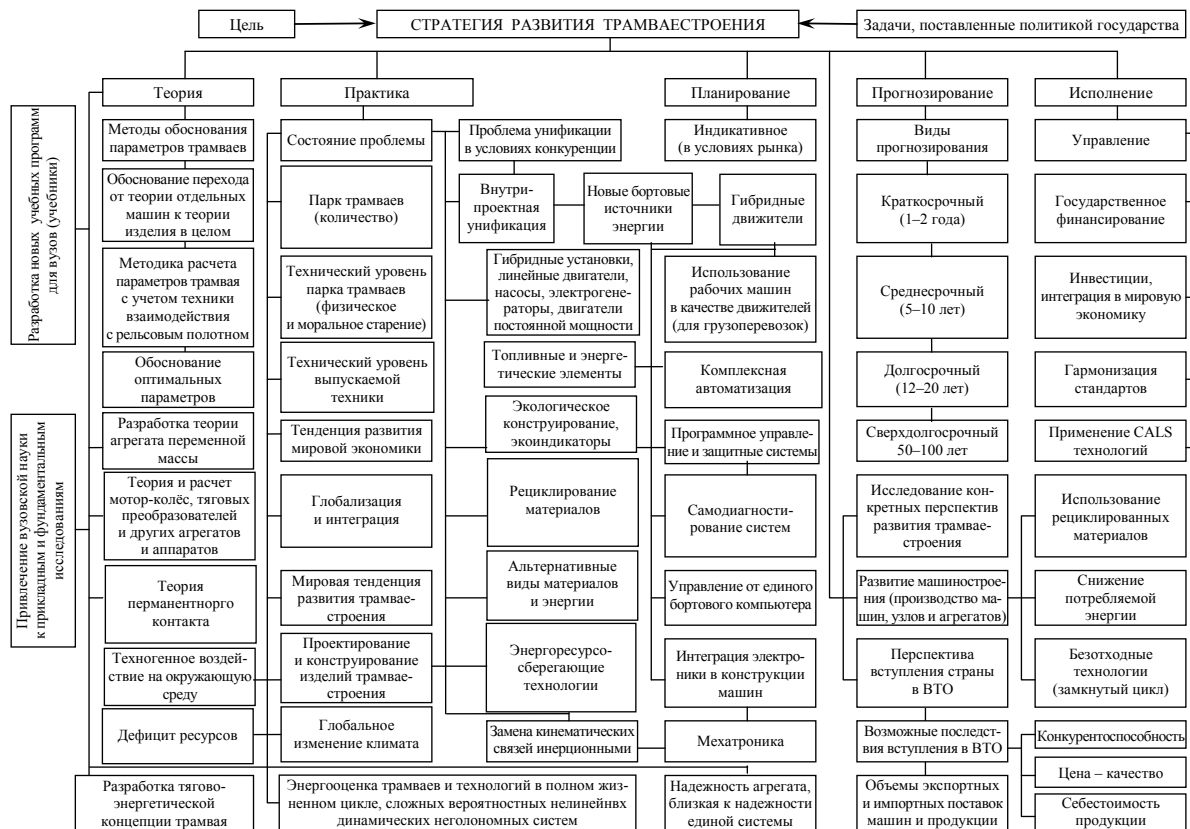 Цель
СТРАТЕГИЯ РАЗВИТИЯ ТРАМВАЕСТРОЕНИЯ
Задачи, поставленные политикой государства
Разработка новых учебных программ
для вузов (учебники)
Привлечение вузовской науки
к прикладным и фундаментальным
исследованиям
Теория
Методы обоснования
параметров трамваев
Обоснование перехода
от теории отдельных
машин к теории
изделия в целом
Методика расчета
параметров трамвая
с учетом техники
взаимодействия
с рельсовым полотном
Обоснование
оптимальных
параметров
Разработка теории
агрегата переменной
массы
Теория и расчет
мотор-колёс, тяговых
преобразователей
и других агрегатов
и аппаратов
Теория
перманентного
контакта
Техногенное воздей-
ствие на окружающую
среду
Дефицит ресурсов
Разработка тягово-
энергетической
концепции трамвая
Практика
Состояние проблемы
Парк трамваев
(количество)
Технический уровень
парка трамваев
(физическое
и моральное старение)
Технический уровень
выпускаемой
техники
Тенденция развития
мировой экономики
Глобализация
и интеграция
Мировая тенденция
развития трамвае-
строения
Проектирование
и конструирование
изделий трамвае-
строения
Глобальное
изменение климата
Энергооценка трамваев и технологий в полном жиз-
ненном цикле, сложных вероятностных нелинейнвх
динамических неголономных систем
Проблема унификации
в условиях конкуренции
Внутри-
проектная
унификация
Новые бортовые
источники
энергии
Гибридные
движители
Гибридные установки,
линейные двигатели,
насосы, электрогене-
раторы, двигатели
постоянной мощности
Топливные и энерге-
тические элементы
Экологическое
конструирование,
экоиндикаторы
Рециклирование
материалов
Альтернативные
виды материалов
и энергии
Энергоресурсо-
сберегающие
технологии
Замена кинематических
связей инерционными
Планирование
Индикативное
(в условиях рынка)
Использование
рабочих машин
в качестве движителей
(для грузоперевозок)
Комплексная
автоматизация
Программное управле-
ние и защитные системы
Самодиагности-
рование систем
Управление от единого
бортового компьютера
Интеграция электро-
ники в конструкции
машин
Мехатроника
Надежность агрегата,
близкая к надежности
единой системы
Прогнозирование
Виды
прогнозирования
Краткосрочный
(1–2 года)
Среднесрочный
(5–10 лет)
Долгосрочный
(12–20 лет)
Сверхдолгосрочный
50–100 лет
Исследование кон-
кретных перспектив
развития трамвае-
строения
Развитие машинострое-
ния (производство ма-
шин, узлов и агрегатов)
Перспектива
вступления страны
в ВТО
Возможные последст-
вия вступления в ВТО
Объемы экспортных
и импортных поставок
машин и продукции
Исполнение
Управление
Государственное
финансирование
Инвестиции,
интеграция в мировую
экономику
Гармонизация
стандартов
Применение CALS
технологий
Использование
рециклированных
материалов
Снижение
потребляемой
энергии
Безотходные
технологии
(замкнутый цикл)
Конкурентоспособность
Цена – качество
Себестоимость
продукции